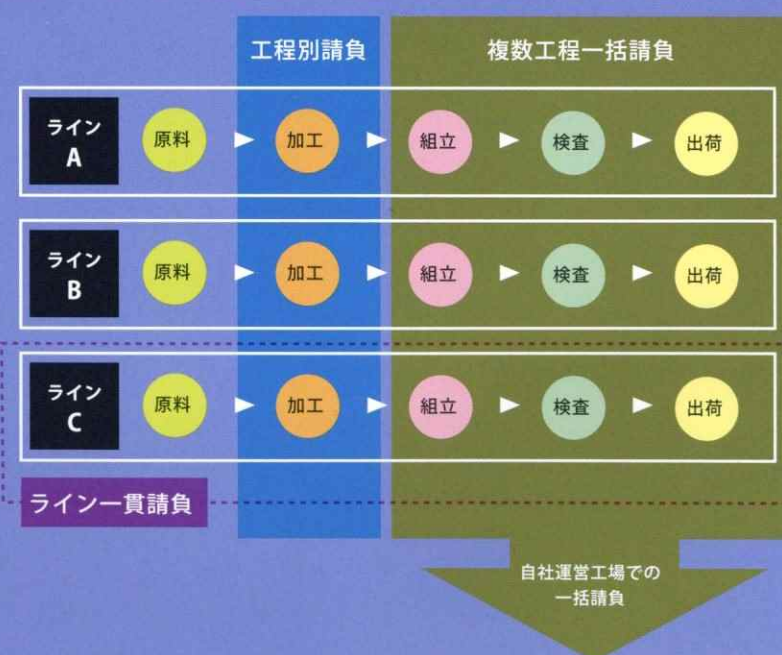 工程別請負
複数工程一括請負
ライン
A
原料
加工
組立
検査
出荷
ライン
B
原料
加工
組立
検査
出荷
ライン
C
原料
加工
組立
検査
出荷
ライン一貫請負
自社運営工場での
一括請負